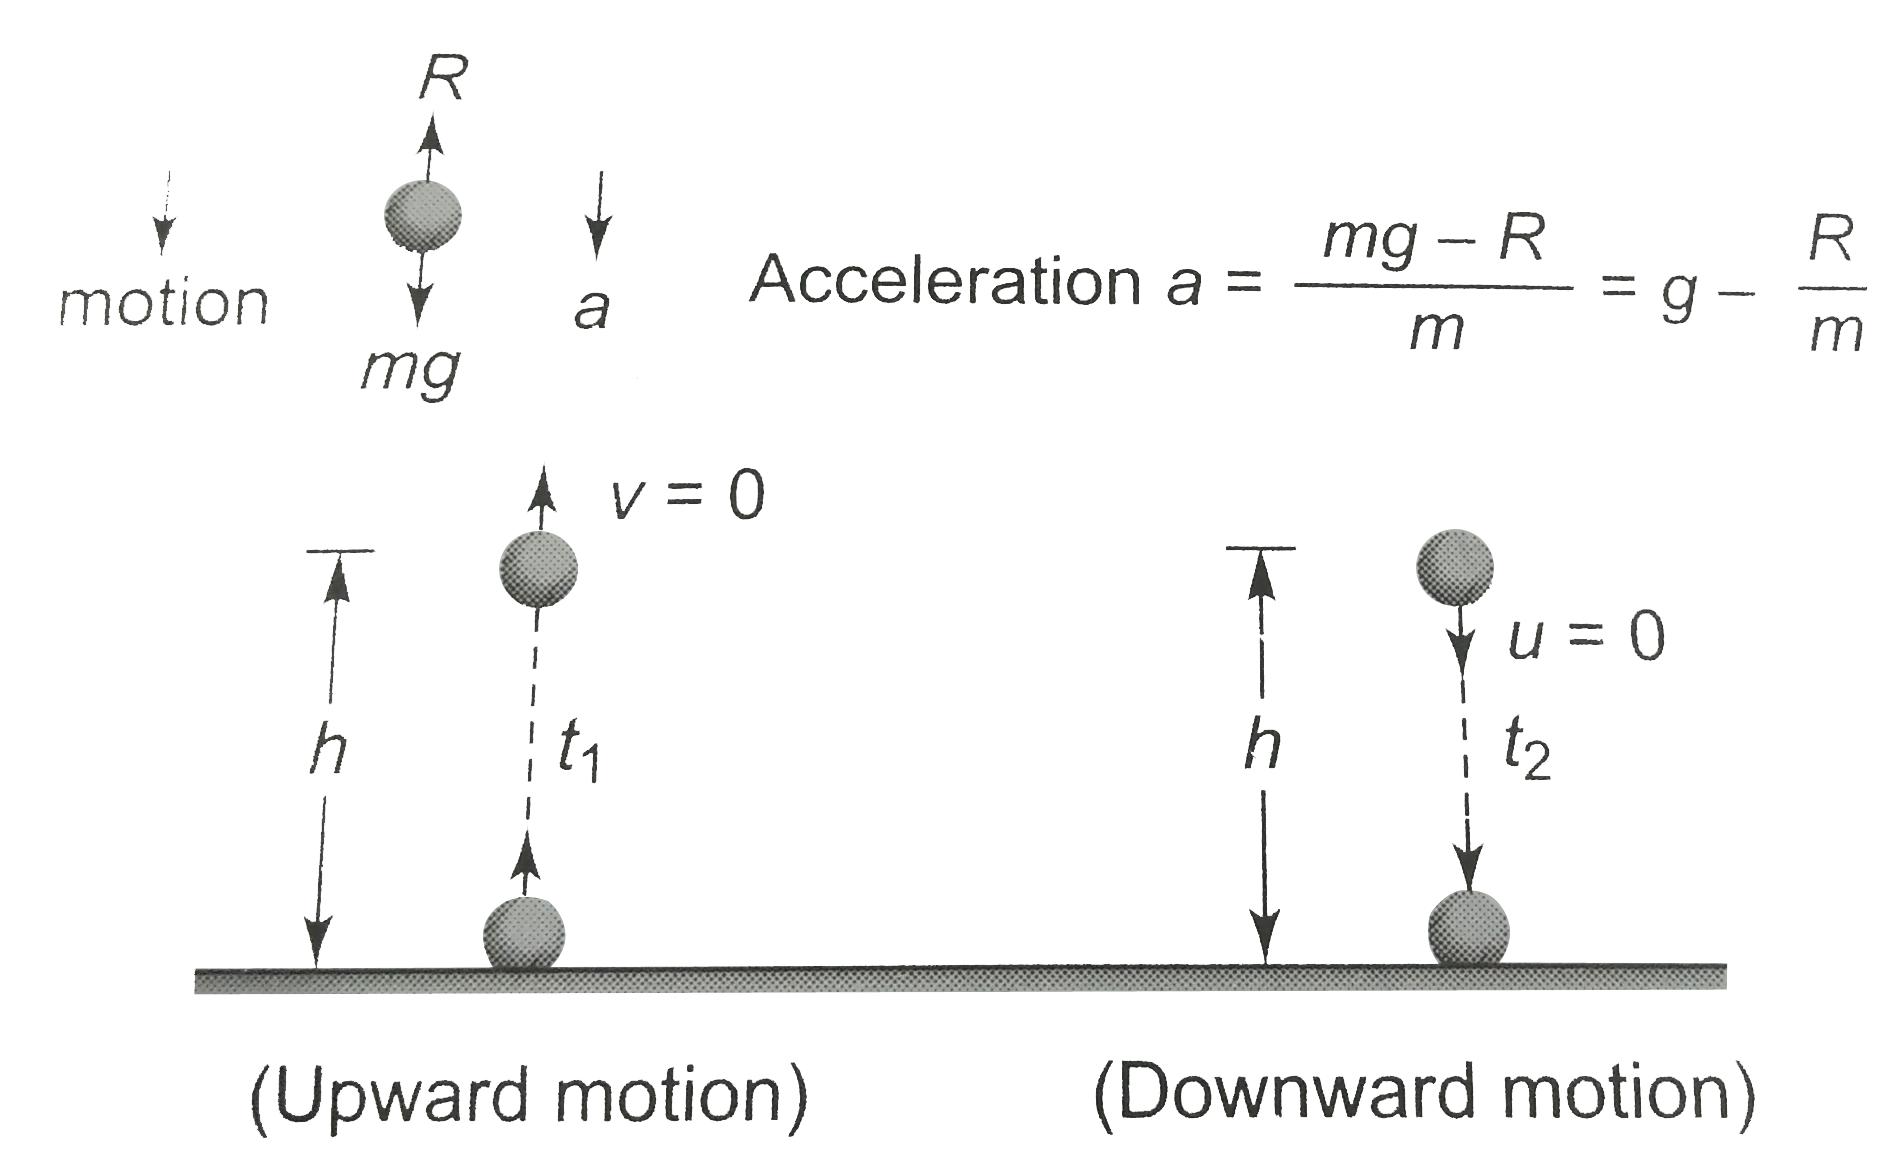 R
motion
mg
a
Acceleration a = mg – R / m = g – R / m
v = 0
h
t₁
h
u = 0
t₂
(Upward motion)
(Downward motion)